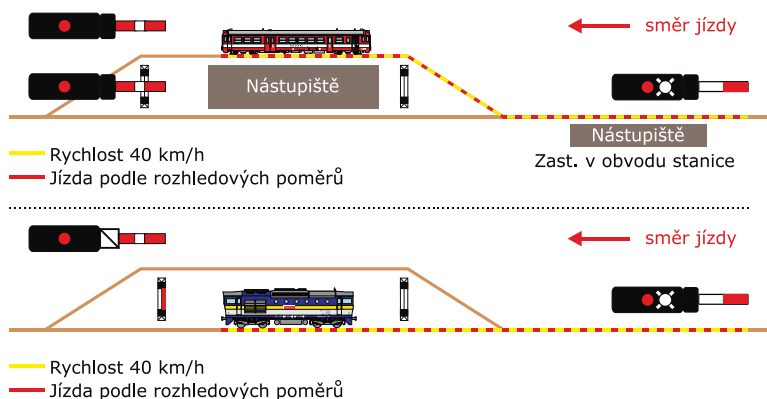 směr jízdy
Nástupiště
Nástupiště
Zast. v obvodu stanice
Rychlost 40 km/h
Jízda podle rozhledových poměrů
směr jízdy
Rychlost 40 km/h
Jízda podle rozhledových poměrů